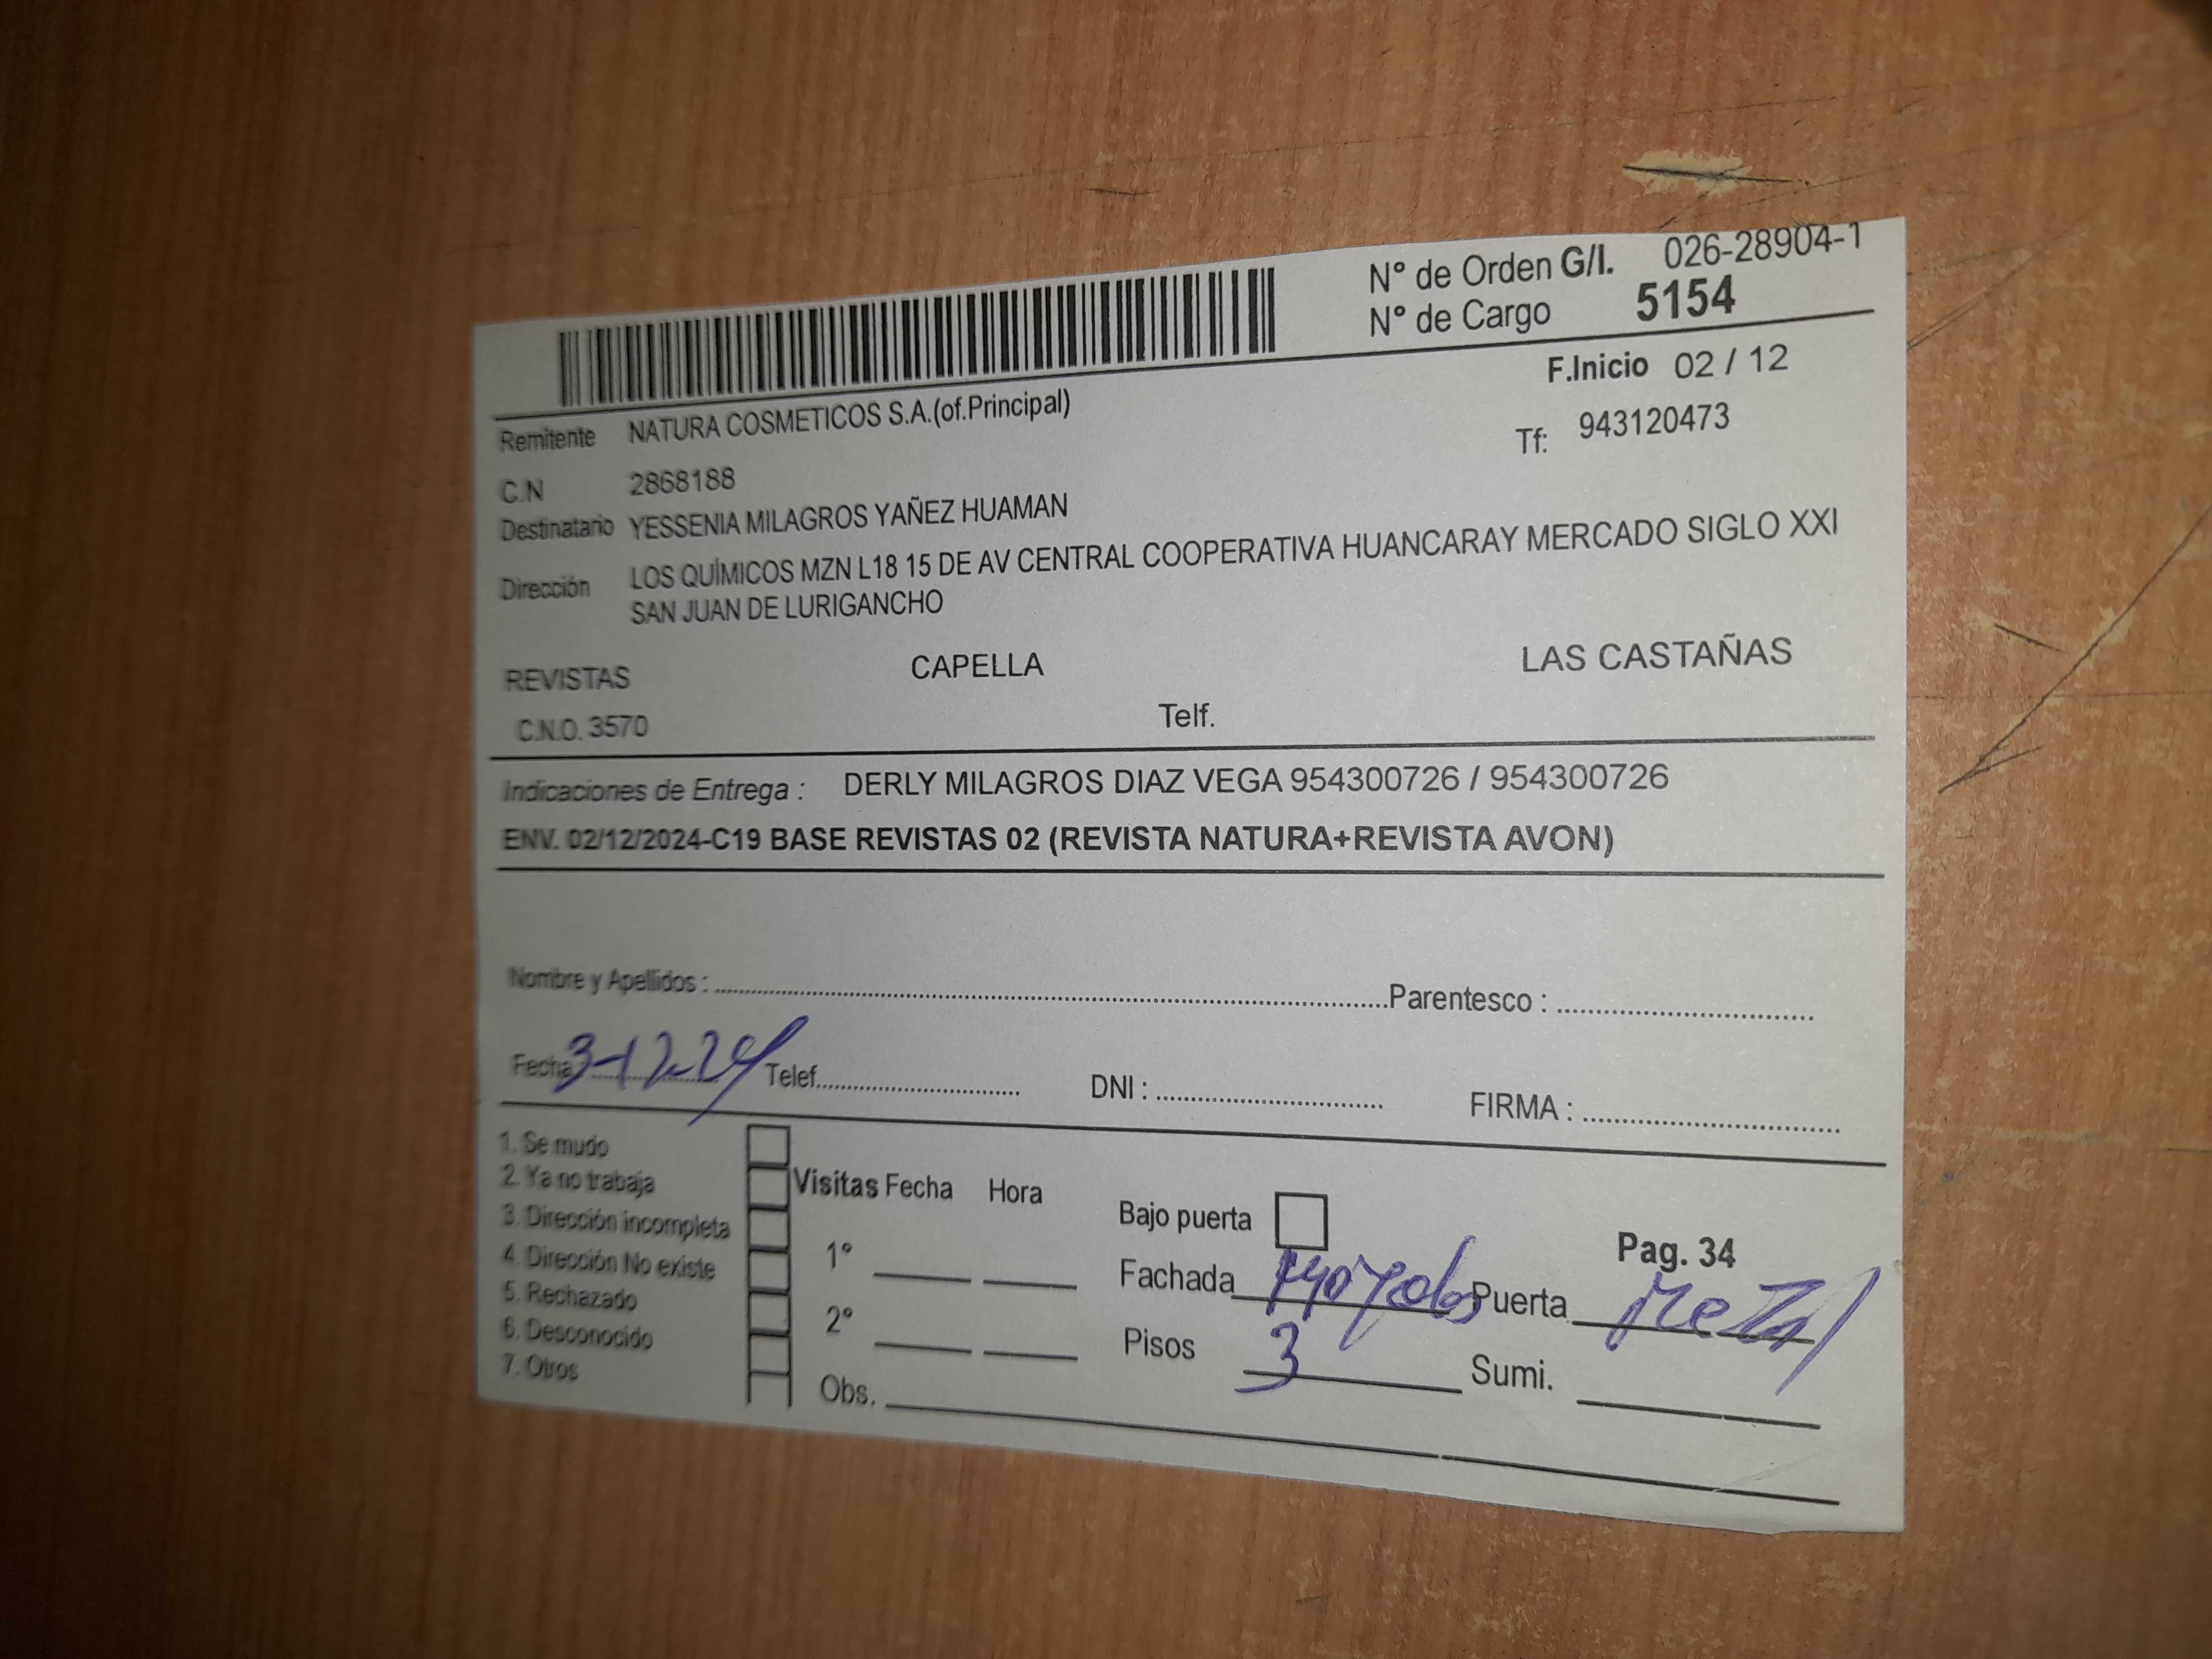 N° de Orden G/I. 026-28904-1
N° de Cargo 5154
F.Inicio 02 / 12
Remitente NATURA COSMETICOS S.A.(of.Principal)
Tf: 943120473
C.N 2868188
Destinatario YESSENIA MILAGROS YAÑEZ HUAMAN
Dirección LOS QUÍMICOS MZN L18 15 DE AV CENTRAL COOPERATIVA HUANCARAY MERCADO SIGLO XXI
SAN JUAN DE LURIGANCHO
REVISTAS CAPELLA LAS CASTAÑAS
C.N.O. 3570 Telf.
Indicaciones de Entrega : DERLY MILAGROS DIAZ VEGA 954300726 / 954300726
ENV. 02/12/2024-C19 BASE REVISTAS 02 (REVISTA NATURA+REVISTA AVON)
Nombre y Apellidos : Parentesco :
Fecha 3-12-24 Telef. DNI : FIRMA :
1. Se mudo
2. Ya no trabaja
3. Dirección incompleta
4. Dirección No existe
5. Rechazado
6. Desconocido
7. Otros
Visitas Fecha Hora
1°
2°
Obs.
Bajo puerta
Pag. 34
Fachada Puerta Metal
Pisos 3 Sumi.